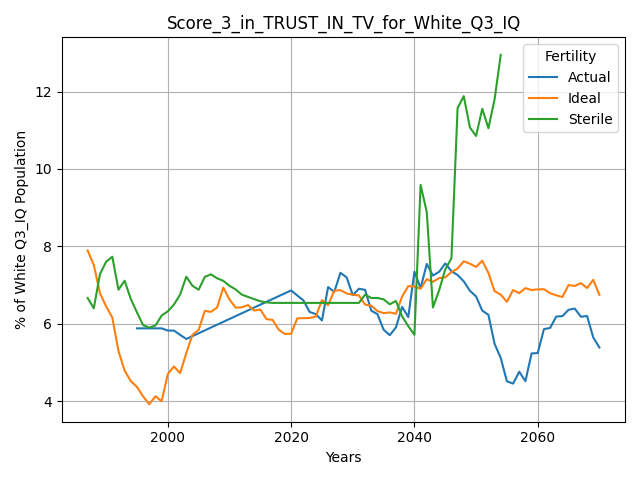 Score_3_in_TRUST_IN_TV_for_White_Q3_IQ
% of White Q3_IQ Population
12
10
8
6
4
Fertility
Actual
Ideal
Sterile
2000 2020 2040 2060
Years